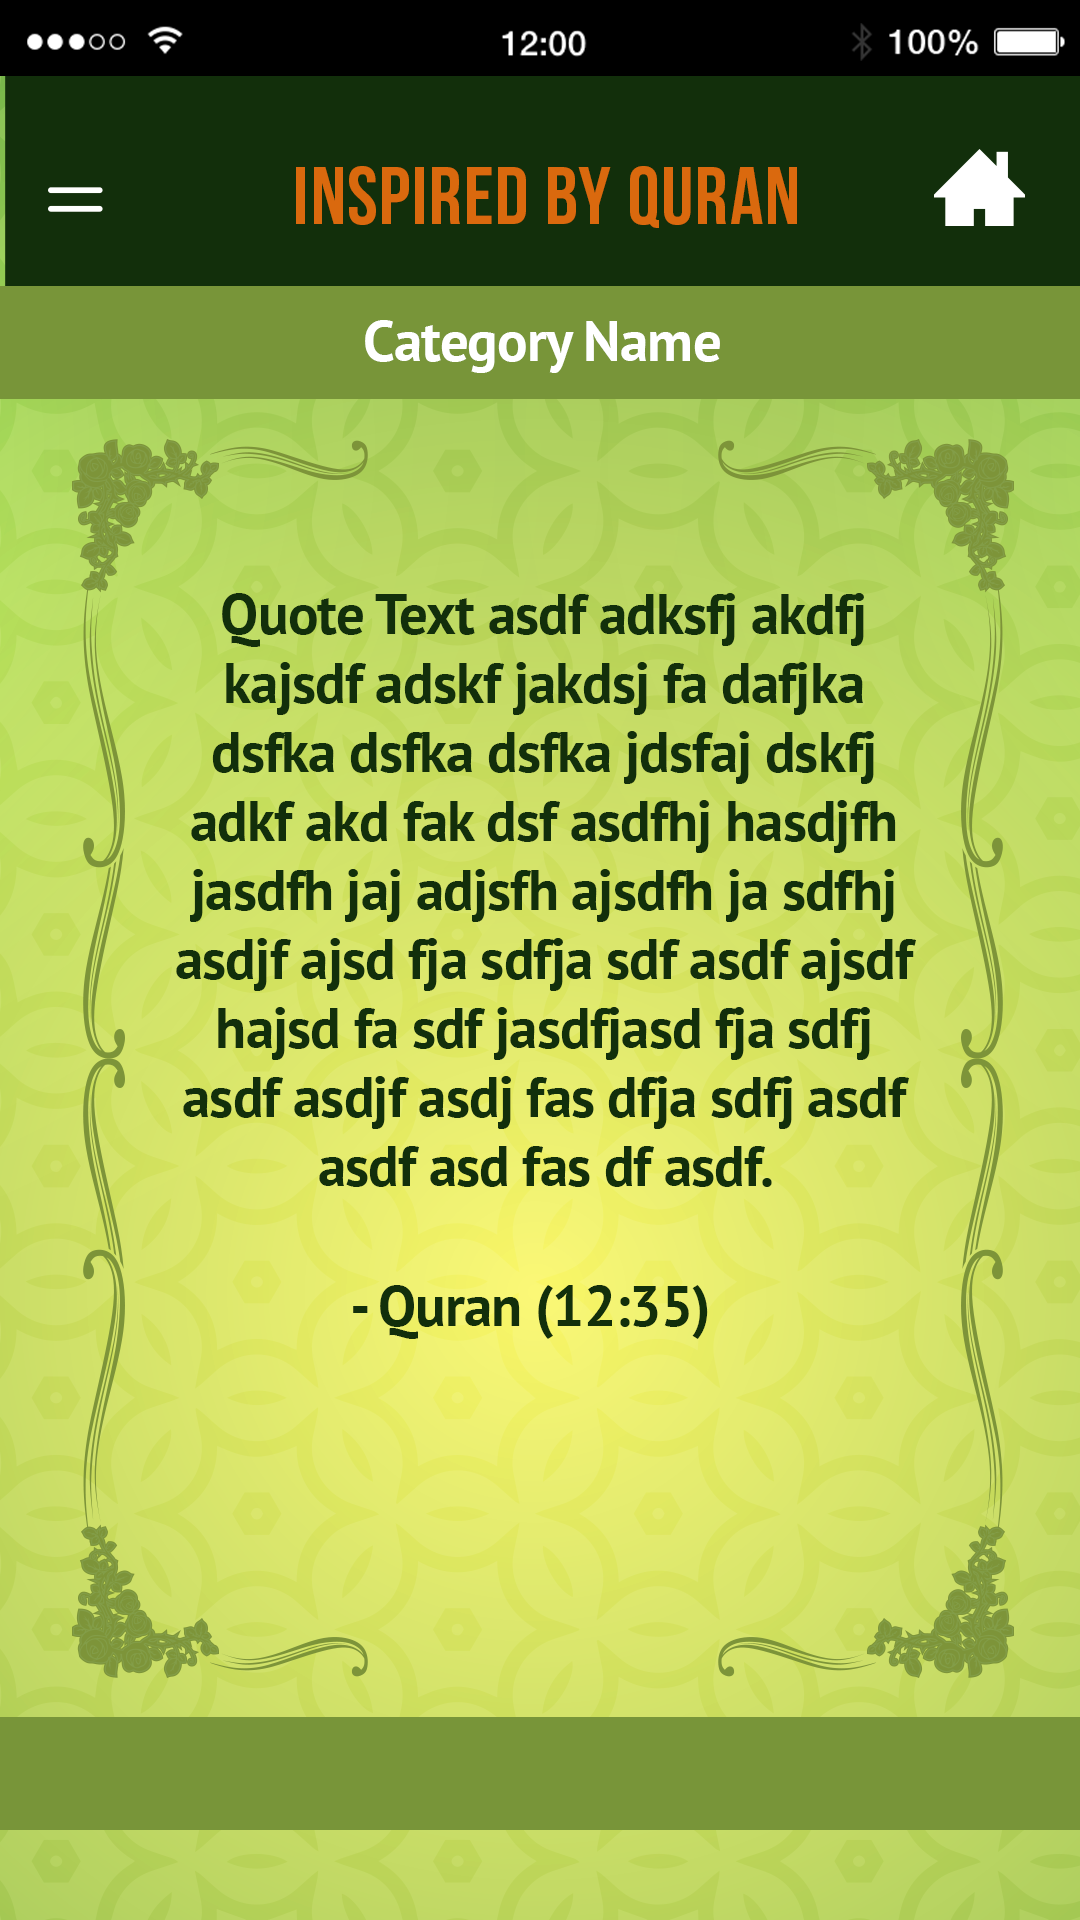 12:00
100%
INSPIRED BY QURAN
Category Name
Quote Text asdf adksfj akdfj
kajsdf adskf jakdsj fa dafjka
dsfka dsfka dsfka jdsfaj dskfj
adkf akd fak dsf asdfhj hasdjfh
jasdfh jaj adjsfh ajsdfh ja sdfhj
asdjf ajsd fja sdfja sdf asdf ajsdf
hajsd fa sdf jasdfjasd fja sdfj
asdf asdjf asdj fas dfja sdfj asdf
asdf asd fas df asdf.
- Quran (12:35)